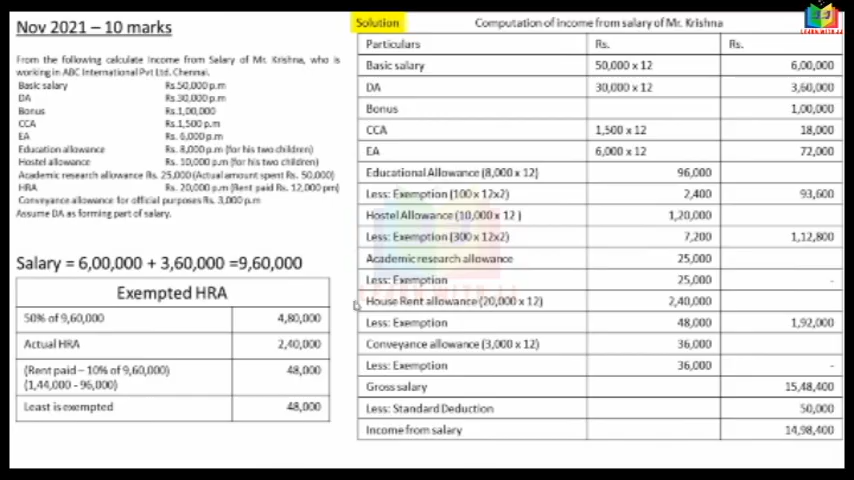 Nov 2021 – 10 marks
From the following calculate Income from Salary of Mr. Krishna, who is
working in ABC International Pvt Ltd, Chennai.
Basic salary Rs.50,000 p.m
DA Rs.30,000 p.m
Bonus Rs.1,00,000
CCA Rs.1,500 p.m
EA Rs. 6,000 p.m
Education allowance Rs. 8,000 p.m (for his two children)
Hostel allowance Rs. 10,000 p.m (for his two children)
Academic research allowance Rs. 25,000 (Actual amount spent Rs. 50,000)
HRA Rs. 20,000 p.m (Rent paid Rs. 12,000 pm)
Conveyance allowance for official purposes Rs. 3,000 p.m
Assume DA as forming part of salary.
Salary = 6,00,000 + 3,60,000 =9,60,000
Exempted HRA
50% of 9,60,000 4,80,000
Actual HRA 2,40,000
(Rent paid – 10% of 9,60,000) 48,000
(1,44,000 - 96,000)
Least is exempted 48,000
Solution Computation of income from salary of Mr. Krishna
Particulars Rs. Rs.
Basic salary 50,000 x 12 6,00,000
DA 30,000 x 12 3,60,000
Bonus 1,00,000
CCA 1,500 x 12 18,000
EA 6,000 x 12 72,000
Educational Allowance (8,000 x 12) 96,000
Less: Exemption (100 x 12x2) 2,400 93,600
Hostel Allowance (10,000 x 12 ) 1,20,000
Less: Exemption (300 x 12x2) 7,200 1,12,800
Academic research allowance 25,000
Less: Exemption 25,000 -
House Rent allowance (20,000 x 12) 2,40,000
Less: Exemption 48,000 1,92,000
Conveyance allowance (3,000 x 12) 36,000
Less: Exemption 36,000 -
Gross salary 15,48,400
Less: Standard Deduction 50,000
Income from salary 14,98,400